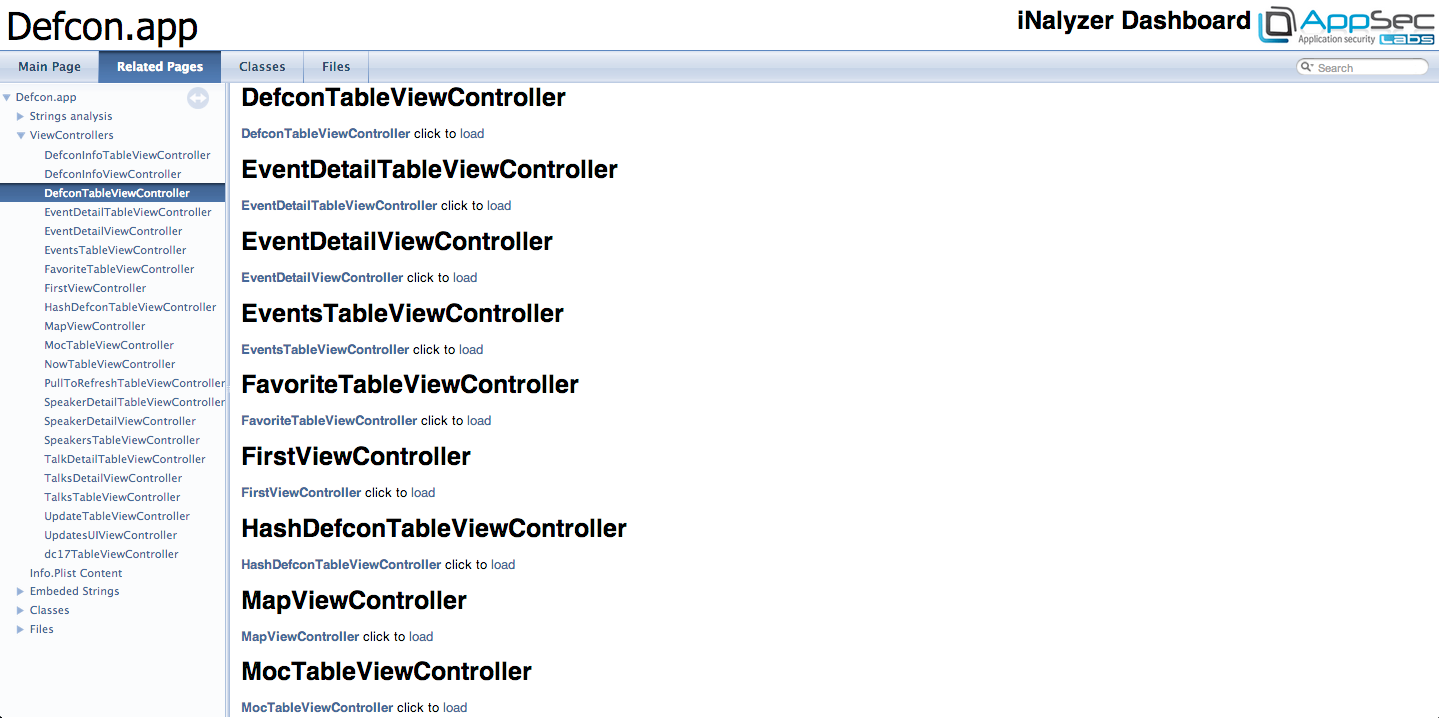 Defcon.app
iNalyzer Dashboard
AppSec
Application security Labs
Main Page
Related Pages
Classes
Files
Search
Defcon.app
Strings analysis
ViewControllers
DefconInfoTableViewController
DefconInfoViewController
DefconTableViewController
EventDetailTableViewController
EventDetailViewController
EventsTableViewController
FavoriteTableViewController
FirstViewController
HashDefconTableViewController
MapViewController
MocTableViewController
NowTableViewController
PullToRefreshTableViewController
SpeakerDetailTableViewController
SpeakerDetailViewController
SpeakersTableViewController
TalkDetailTableViewController
TalksDetailViewController
TalksTableViewController
UpdateTableViewController
UpdatesUIViewController
dc17TableViewController
Info.Plist Content
Embeded Strings
Classes
Files
DefconTableViewController
DefconTableViewController click to load
EventDetailTableViewController
EventDetailTableViewController click to load
EventDetailViewController
EventDetailViewController click to load
EventsTableViewController
EventsTableViewController click to load
FavoriteTableViewController
FavoriteTableViewController click to load
FirstViewController
FirstViewController click to load
HashDefconTableViewController
HashDefconTableViewController click to load
MapViewController
MapViewController click to load
MocTableViewController
MocTableViewController click to load